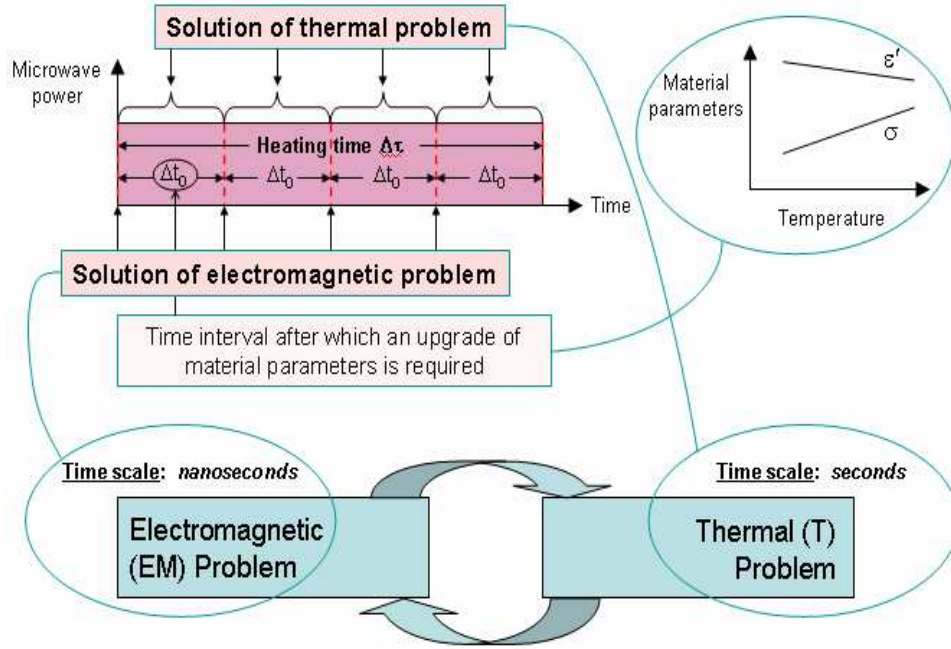 Solution of thermal problem
Microwave
power
Heating time Δτ
Δt₀
Δt₀
Δt₀
Δt₀
Time
Solution of electromagnetic problem
Time interval after which an upgrade of
material parameters is required
Material
parameters
ε'
σ
Temperature
Time scale: nanoseconds
Electromagnetic
(EM) Problem
Time scale: seconds
Thermal (T)
Problem